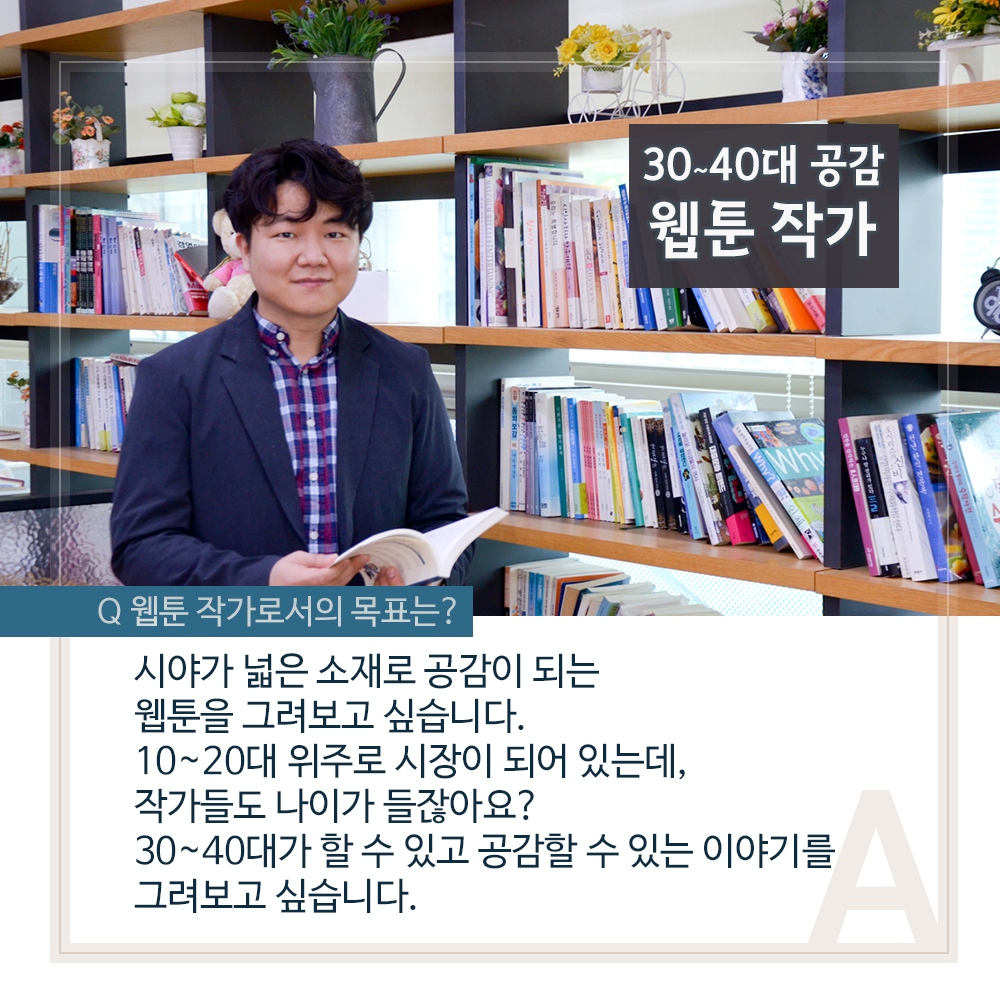 30~40대 공감
웹툰 작가
Why?
Q 웹툰 작가로서의 목표는?
시야가 넓은 소재로 공감이 되는
웹툰을 그려보고 싶습니다.
10~20대 위주로 시장이 되어 있는데,
작가들도 나이가 들잖아요?
30~40대가 할 수 있고 공감할 수 있는 이야기를
그려보고 싶습니다.
A